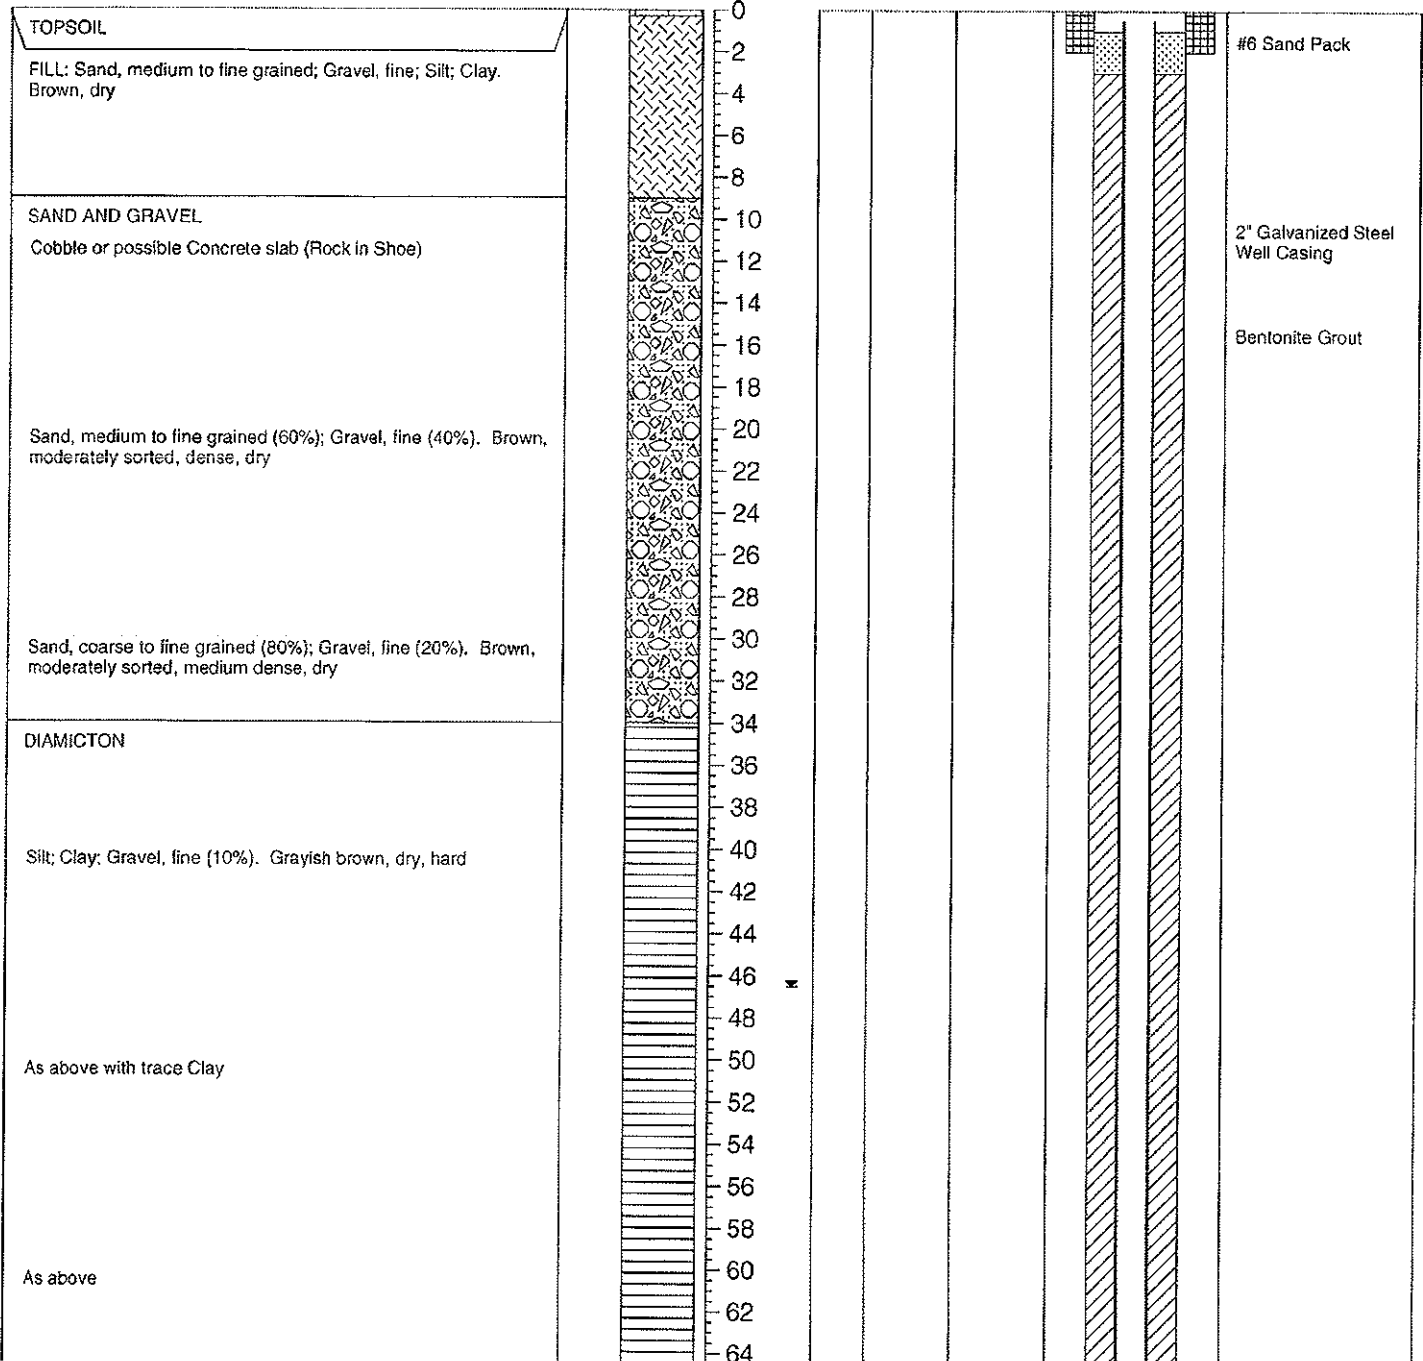 TOPSOIL
FILL: Sand, medium to fine grained; Gravel, fine; Silt; Clay.
Brown, dry
SAND AND GRAVEL
Cobble or possible Concrete slab (Rock in Shoe)
Sand, medium to fine grained (60%); Gravel, fine (40%). Brown,
moderately sorted, dense, dry
Sand, coarse to fine grained (80%); Gravel, fine (20%). Brown,
moderately sorted, medium dense, dry
DIAMICTON
Silt; Clay; Gravel, fine (10%). Grayish brown, dry, hard
As above with trace Clay
As above
0
2
4
6
8
10
12
14
16
18
20
22
24
26
28
30
32
34
36
38
40
42
44
46
48
50
52
54
56
58
60
62
64
#6 Sand Pack
2" Galvanized Steel
Well Casing
Bentonite Grout